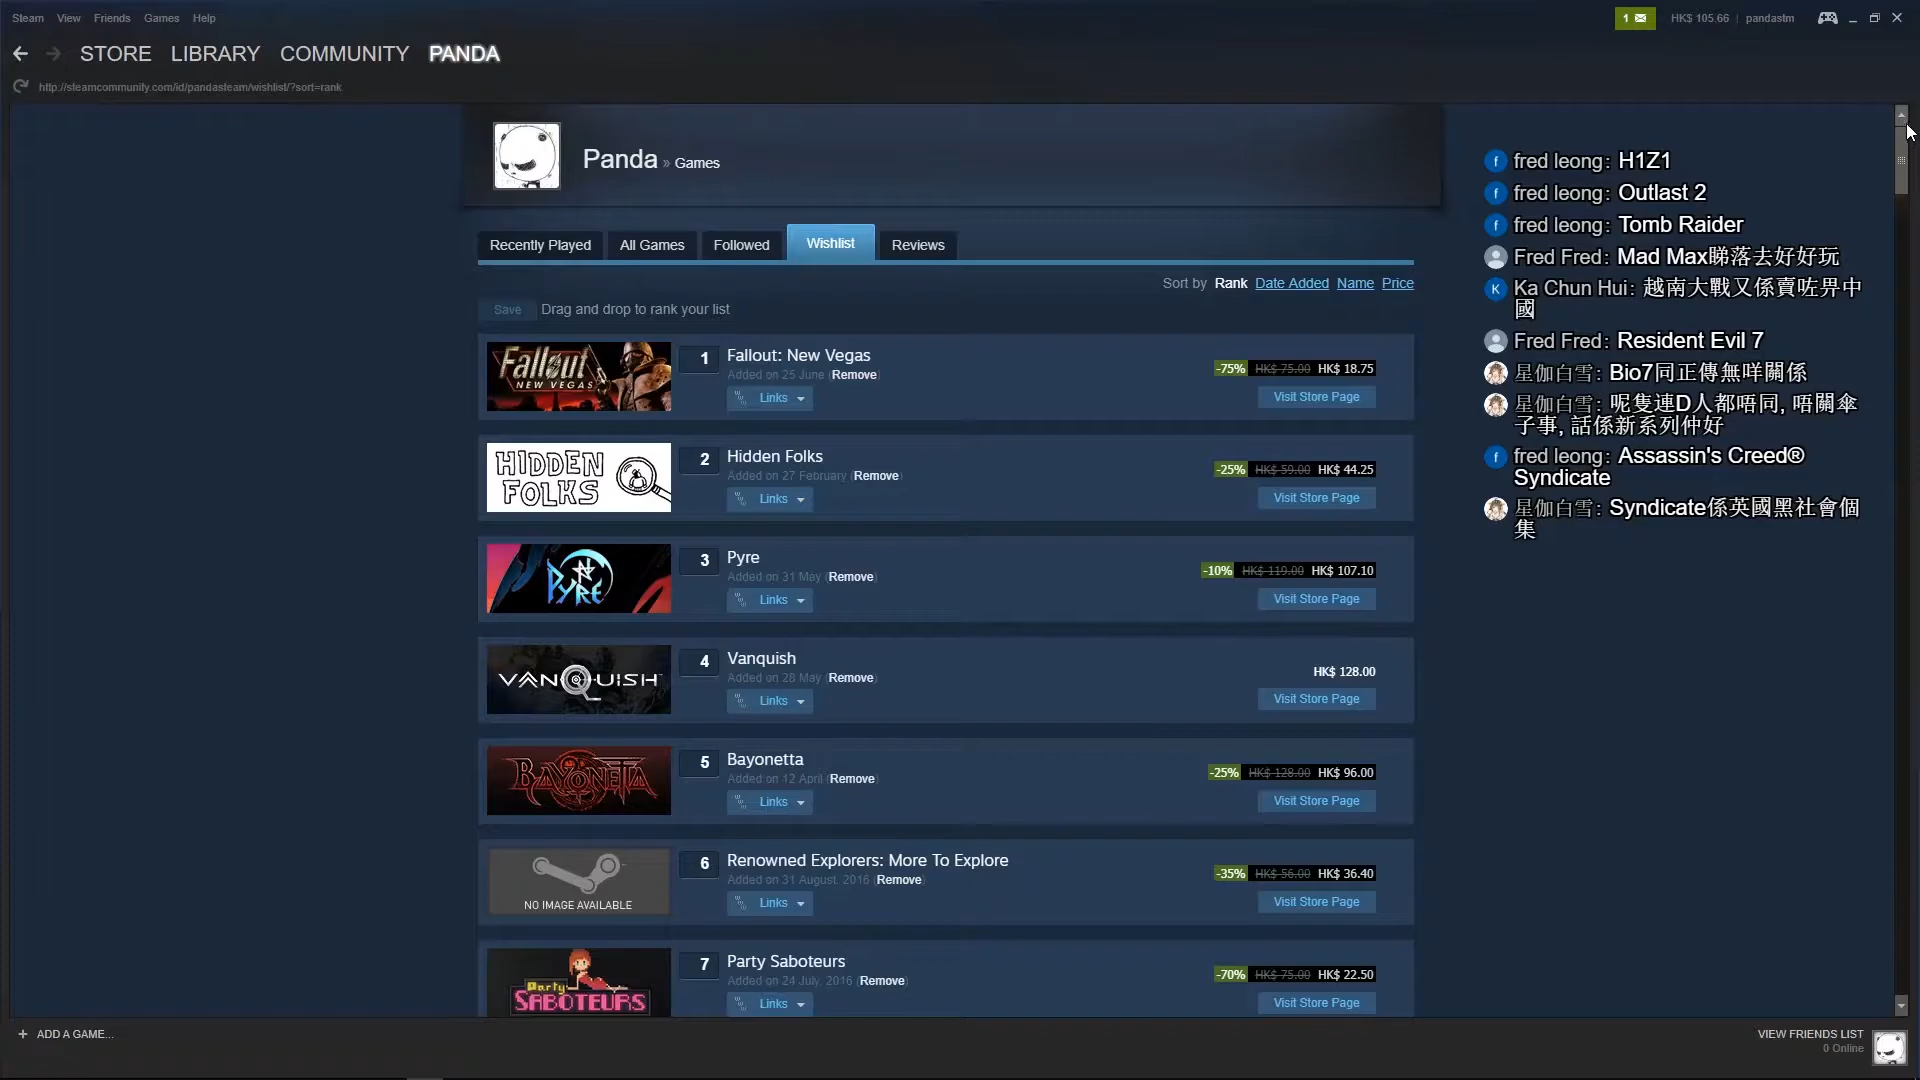 Steam View Friends Games Help
1 HK$ 105.66 | pandastm
STORE LIBRARY COMMUNITY PANDA
http://steamcommunity.com/id/pandasteam/wishlist/?sort=rank
Panda » Games
Recently Played All Games Followed Wishlist Reviews
Sort by Rank Date Added Name Price
Save Drag and drop to rank your list
Fallout NEW VEGAS
1 Fallout: New Vegas
Added on 25 June (Remove)
Links
-75% HK$ 75.00 HK$ 18.75
Visit Store Page
HIDDEN FOLKS
2 Hidden Folks
Added on 27 February (Remove)
Links
-25% HK$ 59.00 HK$ 44.25
Visit Store Page
PYRE
3 Pyre
Added on 31 May (Remove)
Links
-10% HK$ 119.00 HK$ 107.10
Visit Store Page
VANQUISH
4 Vanquish
Added on 28 May (Remove)
Links
HK$ 128.00
Visit Store Page
BAYONETTA
5 Bayonetta
Added on 12 April (Remove)
Links
-25% HK$ 128.00 HK$ 96.00
Visit Store Page
NO IMAGE AVAILABLE
6 Renowned Explorers: More To Explore
Added on 31 August, 2016 (Remove)
Links
-35% HK$ 56.00 HK$ 36.40
Visit Store Page
Party SABOTEURS
7 Party Saboteurs
Added on 24 July, 2016 (Remove)
Links
-70% HK$ 75.00 HK$ 22.50
Visit Store Page
fred leong: H1Z1
fred leong: Outlast 2
fred leong: Tomb Raider
Fred Fred: Mad Max睇落去好好玩
Ka Chun Hui: 越南大戰又係賣咗畀中
國
Fred Fred: Resident Evil 7
星伽白雪: Bio7同正傳無咩關係
星伽白雪: 呢隻連D人都唔同, 唔關傘
子事, 話係新系列仲好
fred leong: Assassin's Creed®
Syndicate
星伽白雪: Syndicate係英國黑社會個
集
+ ADD A GAME...
VIEW FRIENDS LIST
0 Online